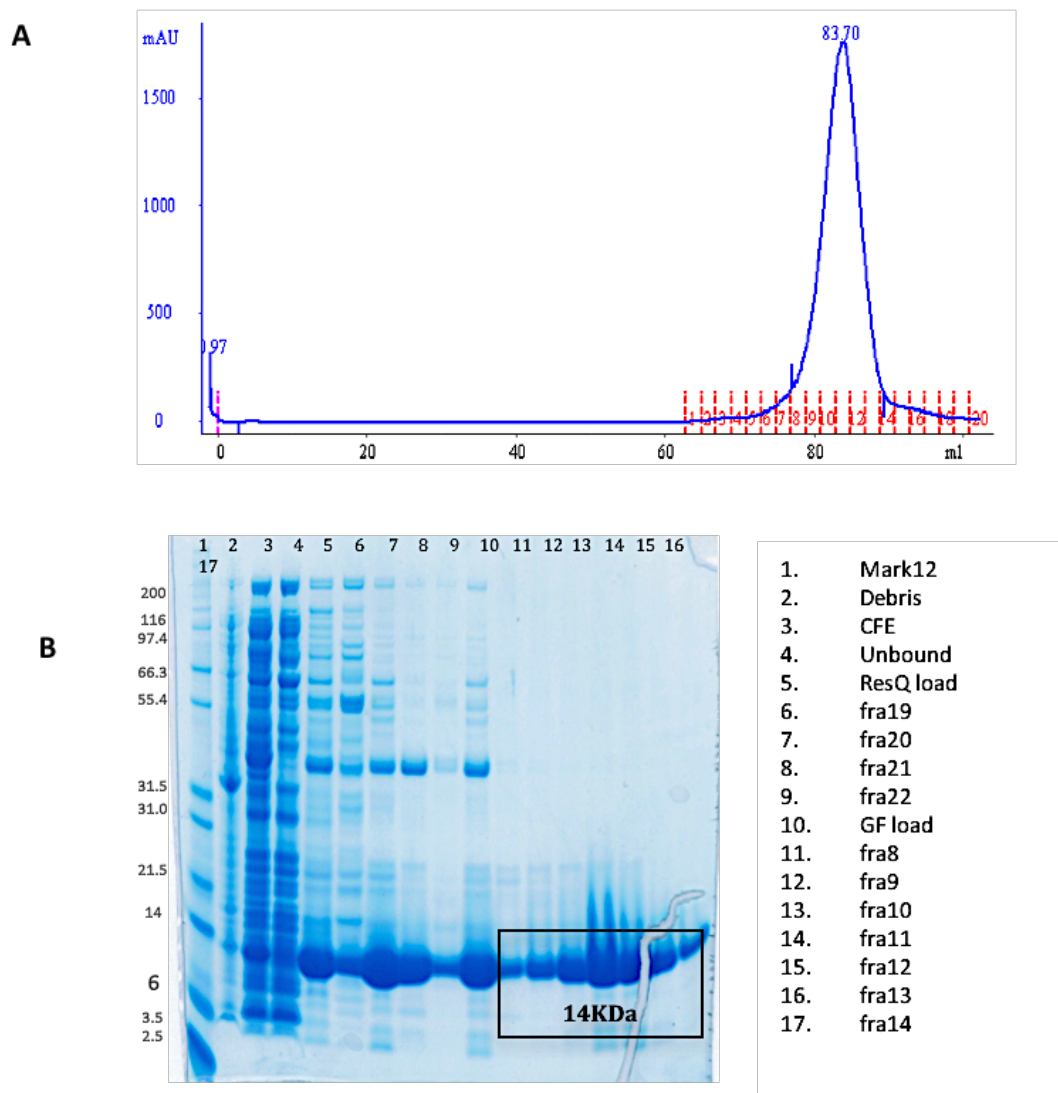 A
mAU
83.70
1500
1000
500
0.97
0
1 2 3 4 5 6 7 8 9 10 12 14 16 18 20
0 20 40 60 80 ml
B
1 2 3 4 5 6 7 8 9 10 11 12 13 14 15 16
17
200
116
97.4
66.3
55.4
31.5
31.0
21.5
14
6
3.5
2.5
14KDa
1. Mark12
2. Debris
3. CFE
4. Unbound
5. ResQ load
6. fra19
7. fra20
8. fra21
9. fra22
10. GF load
11. fra8
12. fra9
13. fra10
14. fra11
15. fra12
16. fra13
17. fra14